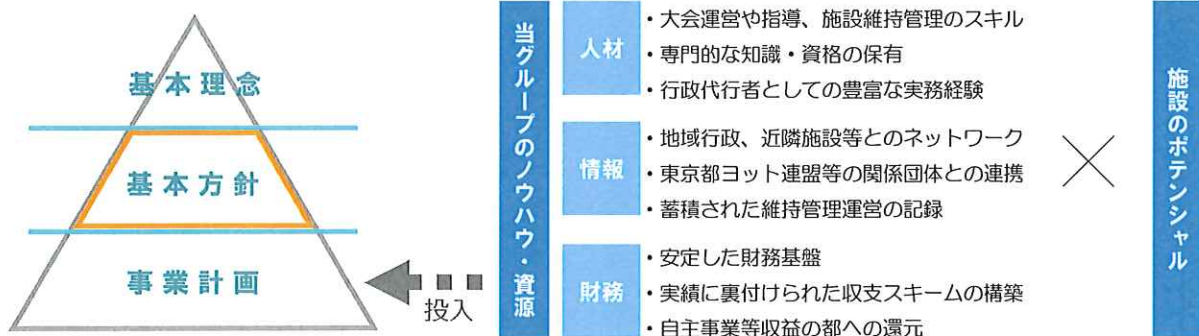 基本理念
基本方針
事業計画
投入
当グループのノウハウ・資源
人材
・大会運営や指導、施設維持管理のスキル
・専門的な知識・資格の保有
・行政代行者としての豊富な実務経験
情報
・地域行政、近隣施設等とのネットワーク
・東京都ヨット連盟等の関係団体との連携
・蓄積された維持管理運営の記録
財務
・安定した財務基盤
・実績に裏付けられた収支スキームの構築
・自主事業等収益の都への還元
施設のポテンシャル